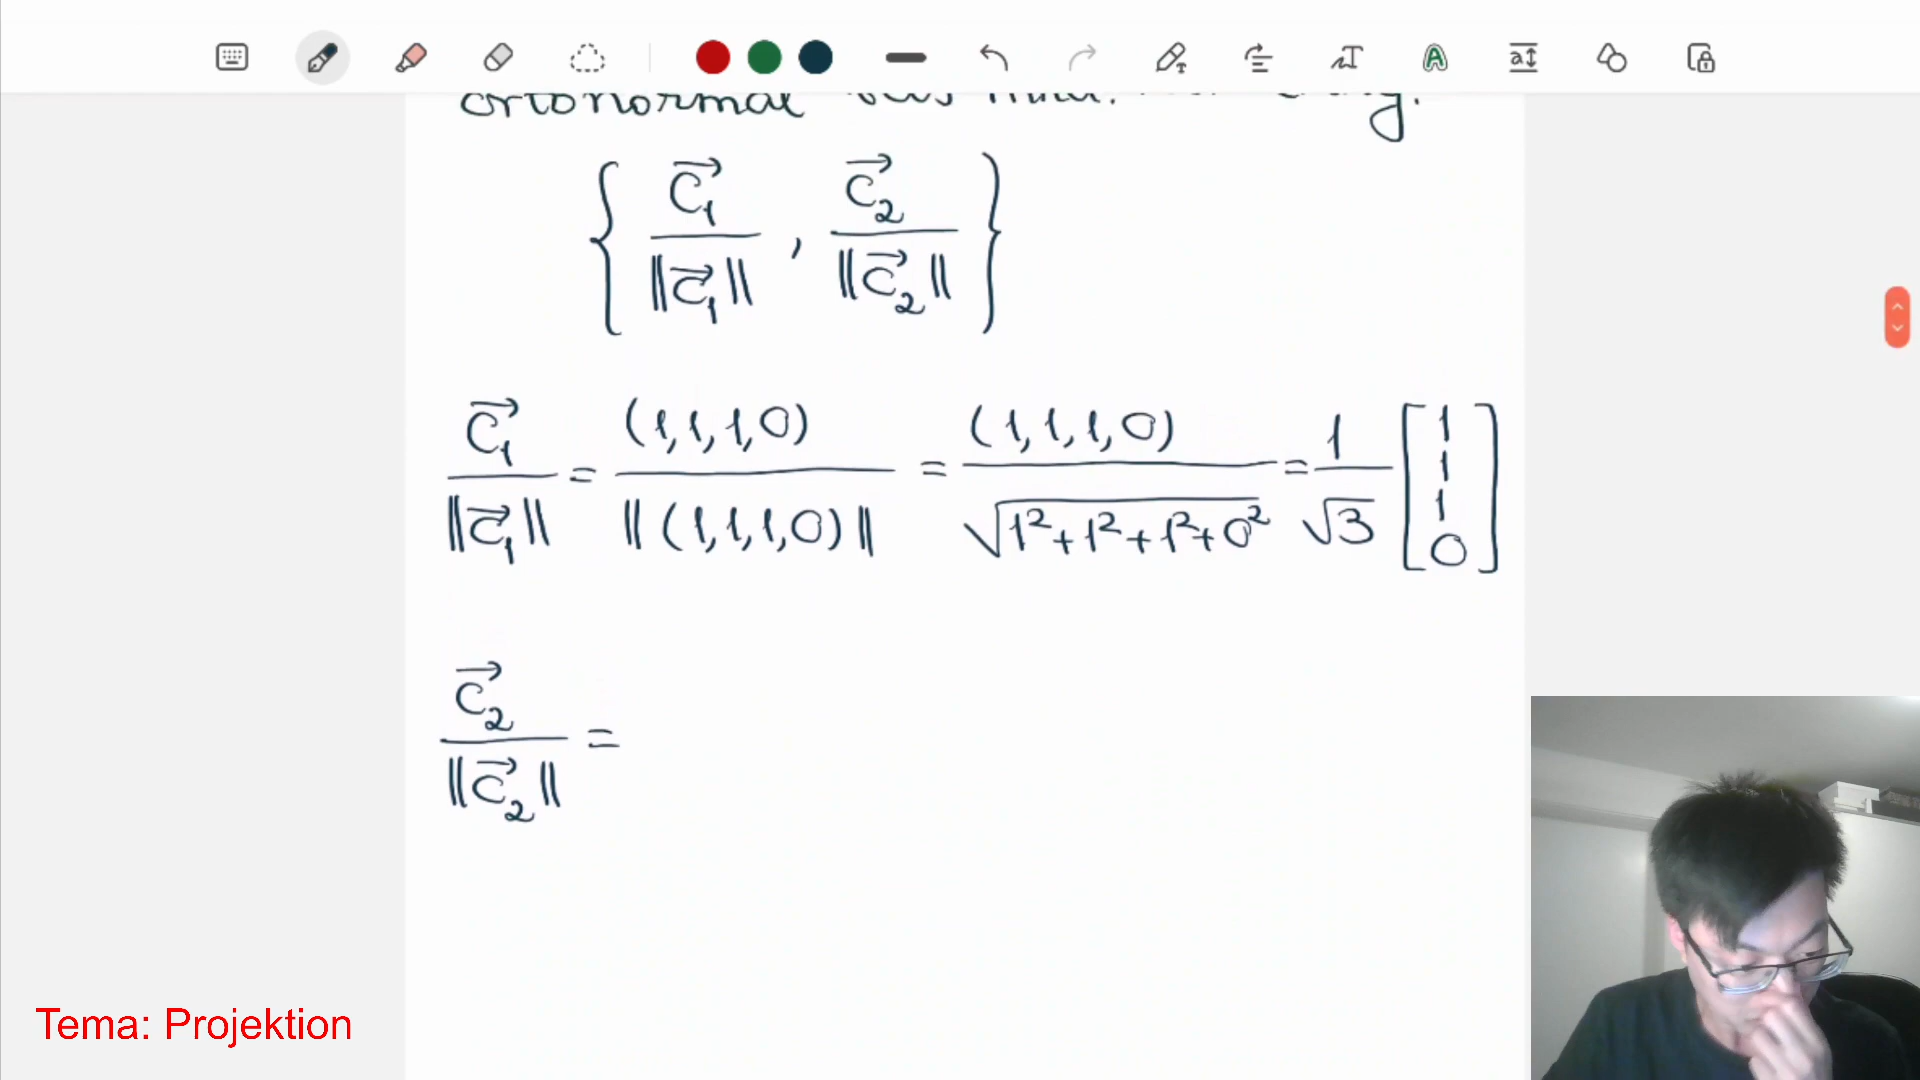 ortonormal
{ c⃗₁ / ‖c⃗₁‖ , c⃗₂ / ‖c⃗₂‖ }
c⃗₁ / ‖c⃗₁‖ = (1,1,1,0) / ‖(1,1,1,0)‖ = (1,1,1,0) / √(1²+1²+1²+0²) = 1/√3 [1 1 1 0]
c⃗₂ / ‖c⃗₂‖ =
Tema: Projektion